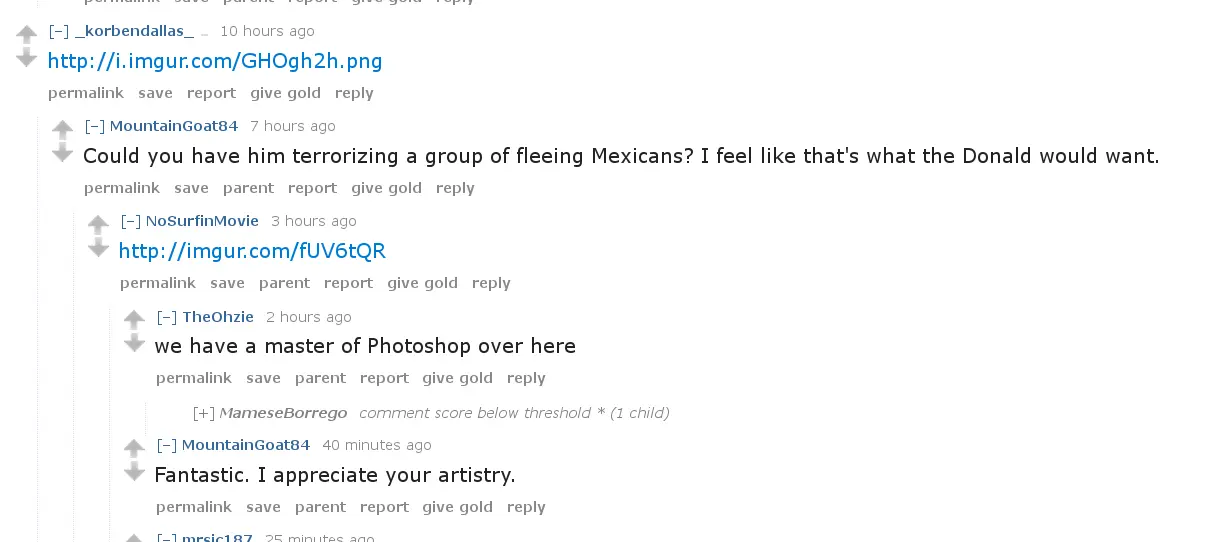 permalink save parent report give gold reply
[–] _korbendallas_ … 10 hours ago
http://i.imgur.com/GHOgh2h.png
permalink save report give gold reply
[–] MountainGoat84 7 hours ago
Could you have him terrorizing a group of fleeing Mexicans? I feel like that's what the Donald would want.
permalink save parent report give gold reply
[–] NoSurfinMovie 3 hours ago
http://imgur.com/fUV6tQR
permalink save parent report give gold reply
[–] TheOhzie 2 hours ago
we have a master of Photoshop over here
permalink save parent report give gold reply
[+] MameseBorrego comment score below threshold * (1 child)
[–] MountainGoat84 40 minutes ago
Fantastic. I appreciate your artistry.
permalink save parent report give gold reply
[–] mrsic187 25 minutes ago